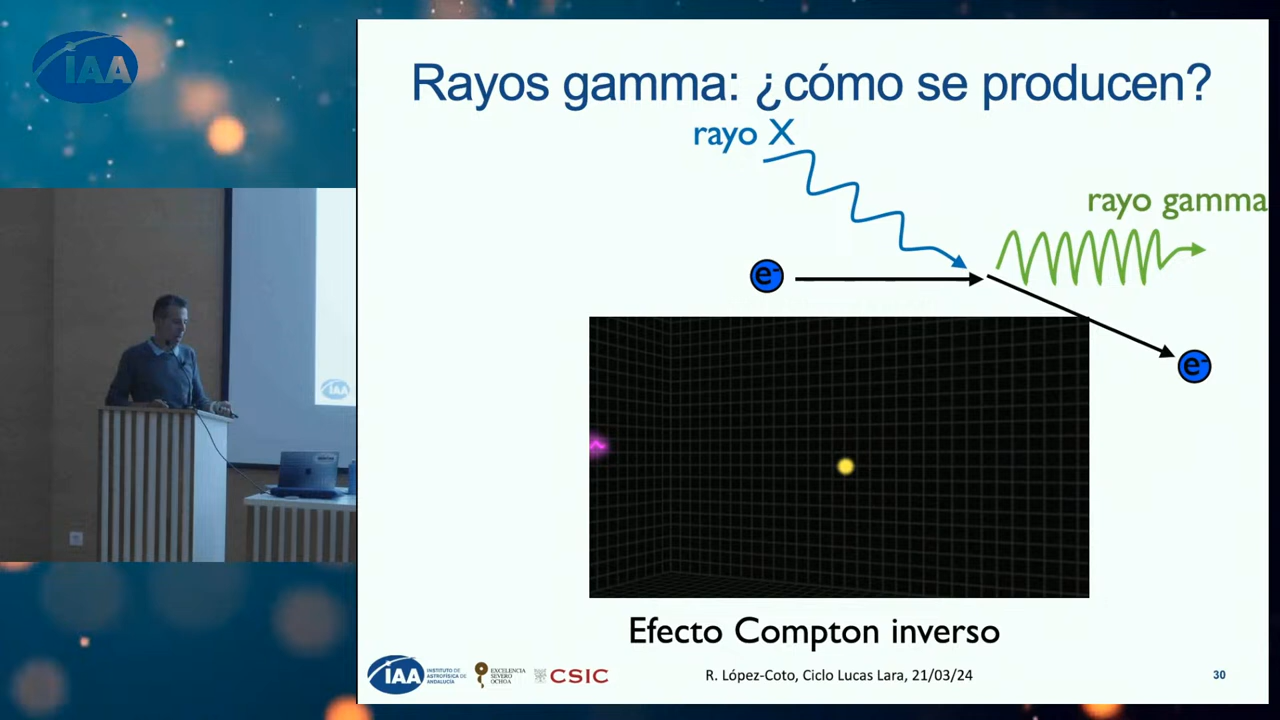 IAA
Rayos gamma: ¿cómo se producen?
rayo X
rayo gamma
e-
e-
IAA
Efecto Compton inverso
IAA
INSTITUTO DE
ASTROFÍSICA DE
ANDALUCÍA
EXCELENCIA
SEVERO
OCHOA
CSIC
R. López-Coto, Ciclo Lucas Lara, 21/03/24
30